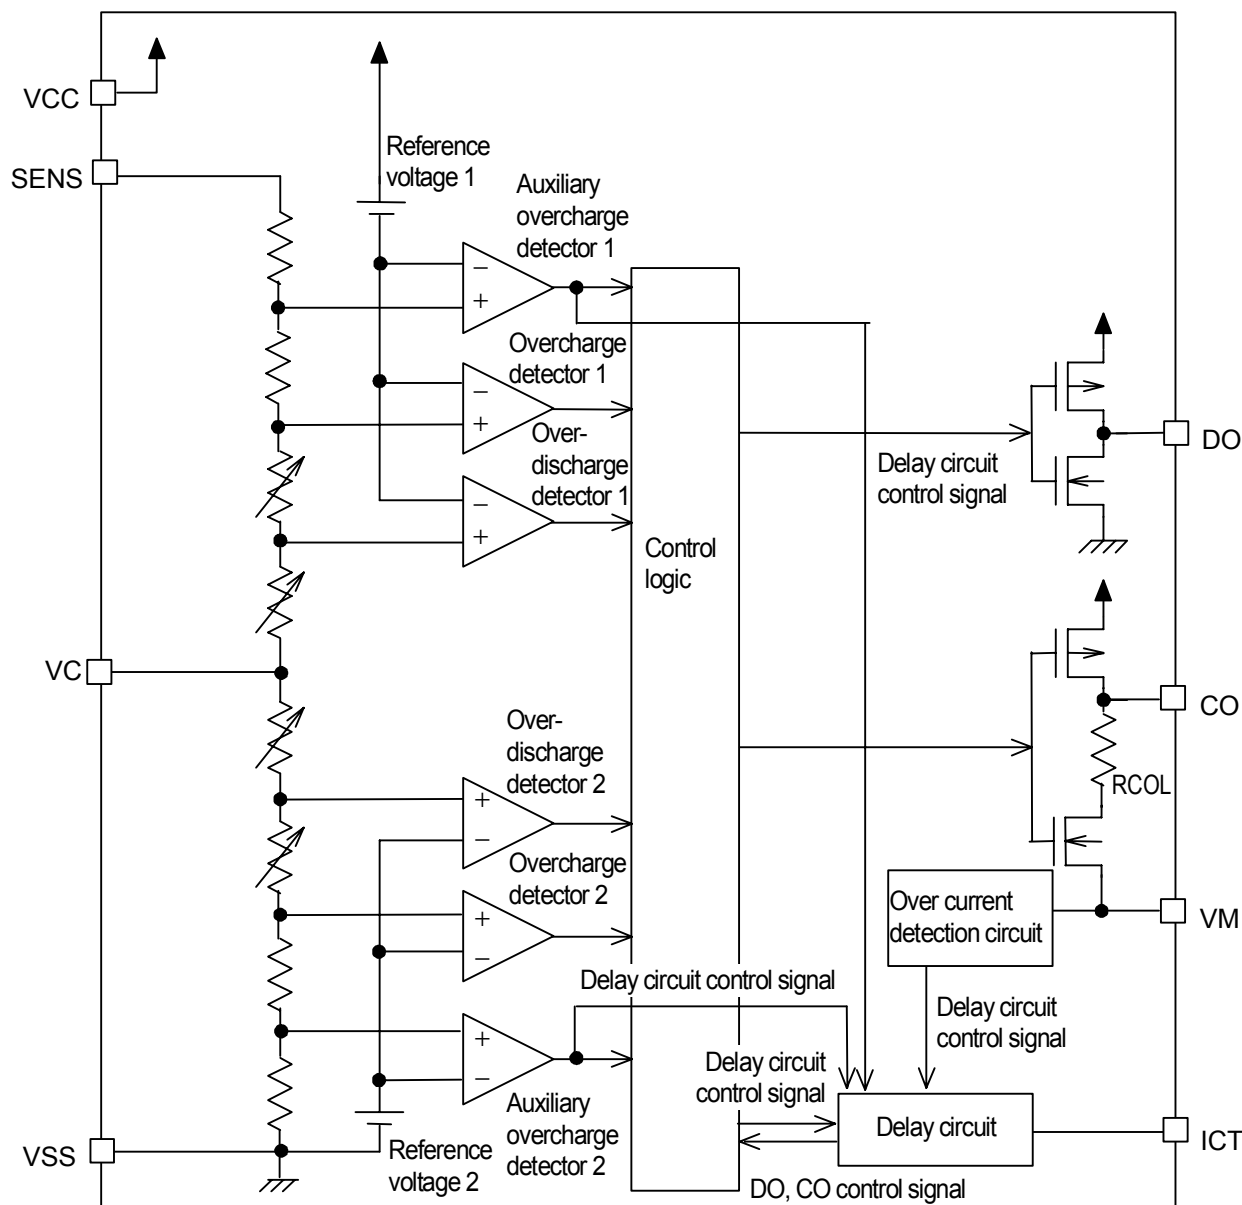 VCC
SENS
Reference
voltage 1
Auxiliary
overcharge
detector 1
−
+
Overcharge
detector 1
−
+
Over-
discharge
detector 1
−
+
Control
logic
Delay circuit
control signal
DO
VC
Over-
discharge
detector 2
+
−
CO
RCOL
Overcharge
detector 2
+
−
Over current
detection circuit
VM
Delay circuit control signal
Delay circuit
control signal
+
−
Delay circuit
control signal
Auxiliary
overcharge
detector 2
Delay circuit
ICT
VSS
Reference
voltage 2
DO, CO control signal